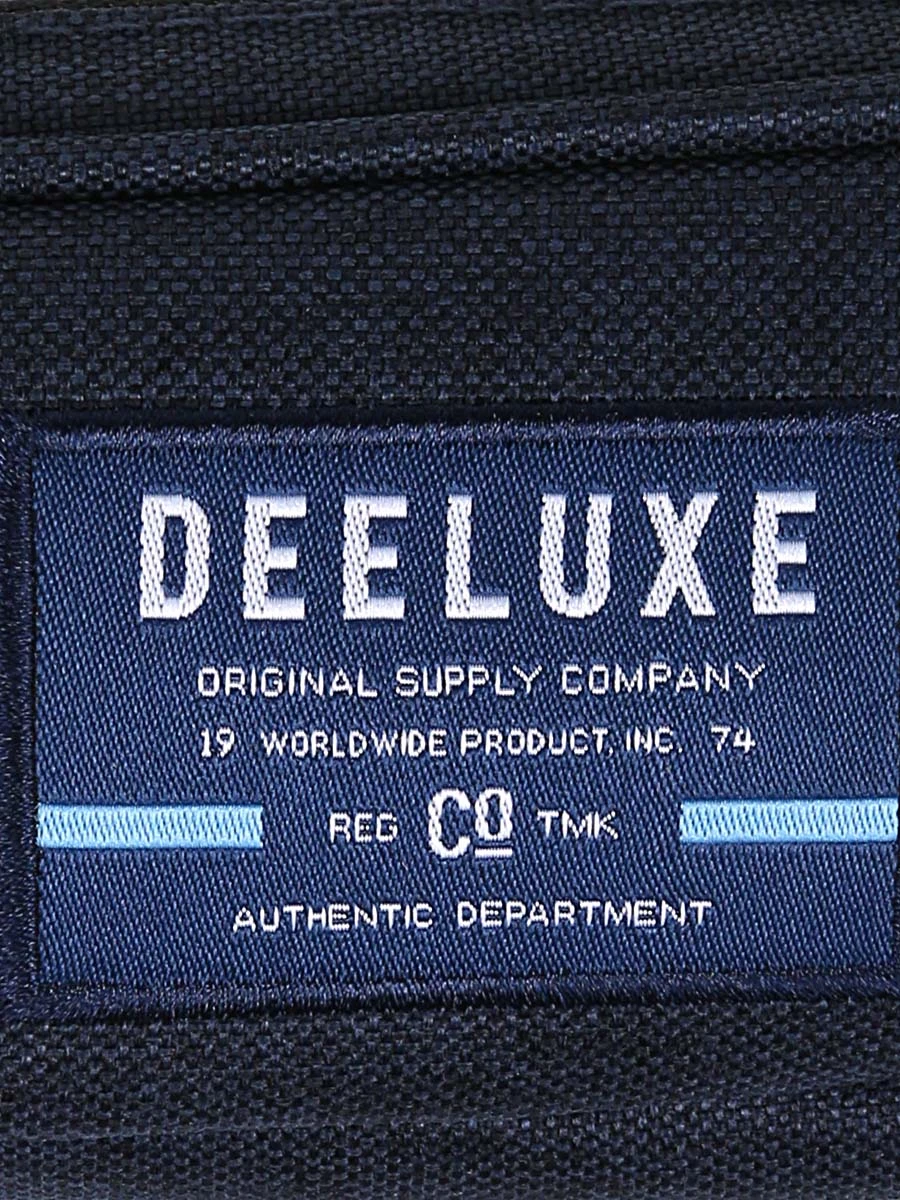 DEELUXE
ORIGINAL SUPPLY COMPANY
19 WORLDWIDE PRODUCT, INC. 74
REG Co TMK
AUTHENTIC DEPARTMENT